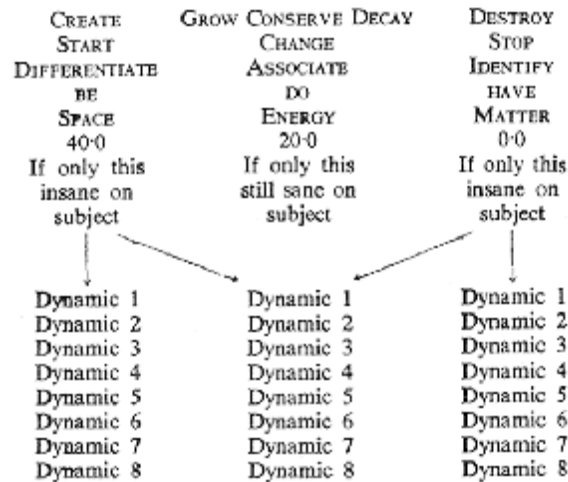 CREATE GROW CONSERVE DECAY DESTROY
START CHANGE STOP
DIFFERENTIATE ASSOCIATE IDENTIFY
BE DO HAVE
SPACE ENERGY MATTER
40·0 20·0 0·0
If only this If only this If only this
insane on still sane on insane on
subject subject subject
Dynamic 1 Dynamic 1 Dynamic 1
Dynamic 2 Dynamic 2 Dynamic 2
Dynamic 3 Dynamic 3 Dynamic 3
Dynamic 4 Dynamic 4 Dynamic 4
Dynamic 5 Dynamic 5 Dynamic 5
Dynamic 6 Dynamic 6 Dynamic 6
Dynamic 7 Dynamic 7 Dynamic 7
Dynamic 8 Dynamic 8 Dynamic 8